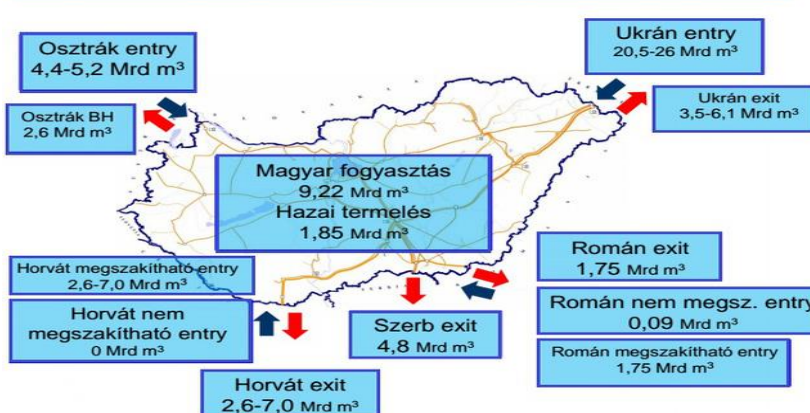 Osztrák entry
4,4-5,2 Mrd m³
Osztrák BH
2,6 Mrd m³
Ukrán entry
20,5-26 Mrd m³
Ukrán exit
3,5-6,1 Mrd m³
Magyar fogyasztás
9,22 Mrd m³
Hazai termelés
1,85 Mrd m³
Horvát megszakítható entry
2,6-7,0 Mrd m³
Horvát nem
megszakítható entry
0 Mrd m³
Horvát exit
2,6-7,0 Mrd m³
Szerb exit
4,8 Mrd m³
Román exit
1,75 Mrd m³
Román nem megsz. entry
0,09 Mrd m³
Román megszakítható entry
1,75 Mrd m³